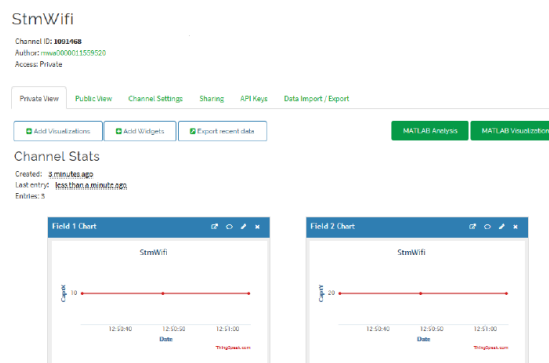 StmWifi
Channel ID: 1091468
Author: mwa0000011559520
Access: Private
Private View Public View Channel Settings Sharing API Keys Data Import / Export
Add Visualizations Add Widgets Export recent data MATLAB Analysis MATLAB Visualization
Channel Stats
Created: 3 minutes ago
Last entry: less than a minute ago
Entries: 3
Field 1 Chart
StmWifi
10
12:50:40 12:50:50 12:51:00
Date
ThingSpeak.com
Field 2 Chart
StmWifi
20
12:50:40 12:50:50 12:51:00
Date
ThingSpeak.com